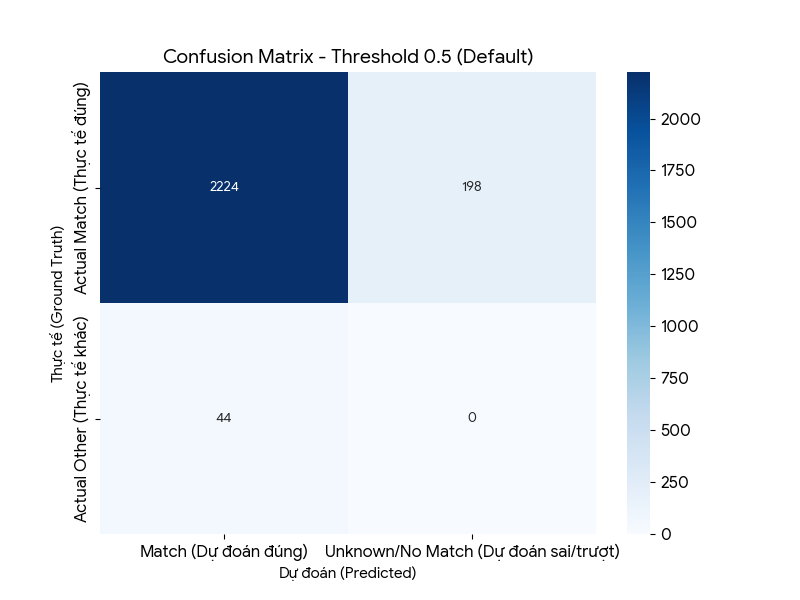 Confusion Matrix - Threshold 0.5 (Default)
Thực tế (Ground Truth)
Actual Match (Thực tế đúng)
Actual Other (Thực tế khác)
2224
198
44
0
Match (Dự đoán đúng)
Unknown/No Match (Dự đoán sai/trượt)
Dự đoán (Predicted)
2000
1750
1500
1250
1000
750
500
250
0